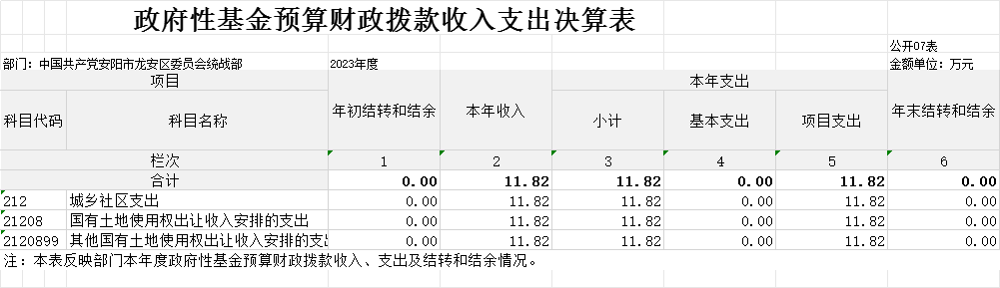 政府性基金预算财政拨款收入支出决算表
公开07表
部门：中国共产党安阳市龙安区委员会统战部 2023年度 金额单位：万元
项目 年初结转和结余 本年收入 本年支出 年末结转和结余
科目代码 科目名称 小计 基本支出 项目支出
栏次 1 2 3 4 5 6
合计 0.00 11.82 11.82 0.00 11.82 0.00
212 城乡社区支出 0.00 11.82 11.82 0.00 11.82 0.00
21208 国有土地使用权出让收入安排的支出 0.00 11.82 11.82 0.00 11.82 0.00
2120899 其他国有土地使用权出让收入安排的支 0.00 11.82 11.82 0.00 11.82 0.00
注：本表反映部门本年度政府性基金预算财政拨款收入、支出及结转和结余情况。